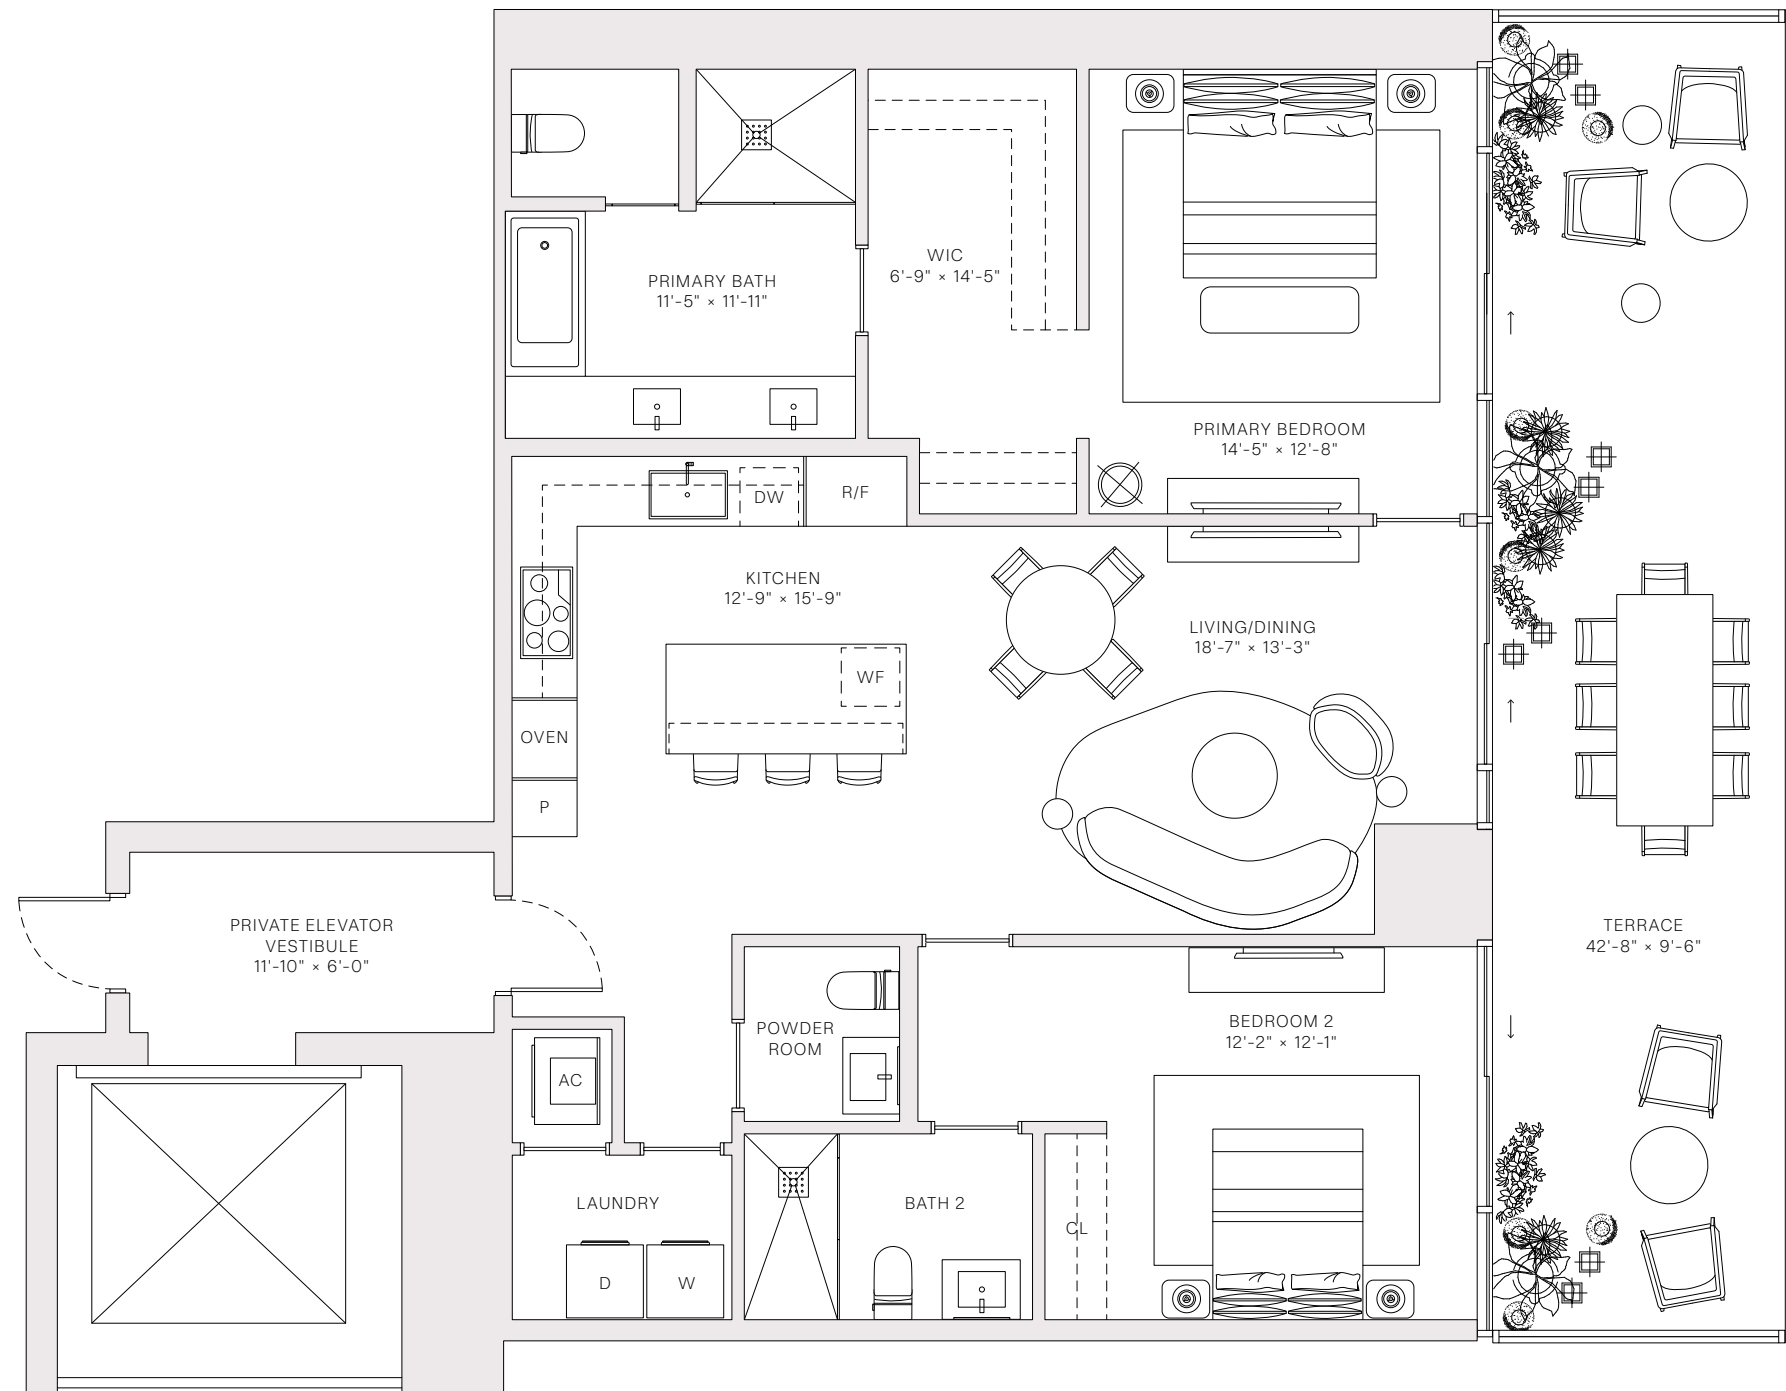 WIC
6'-9" × 14'-5"
PRIMARY BATH
11'-5" × 11'-11"
PRIMARY BEDROOM
14'-5" × 12'-8"
DW
R/F
KITCHEN
12'-9" × 15'-9"
LIVING/DINING
18'-7" × 13'-3"
WF
OVEN
P
PRIVATE ELEVATOR
VESTIBULE
11'-10" × 6'-0"
TERRACE
42'-8" × 9'-6"
POWDER
ROOM
BEDROOM 2
12'-2" × 12'-1"
AC
LAUNDRY
BATH 2
CL
D
W